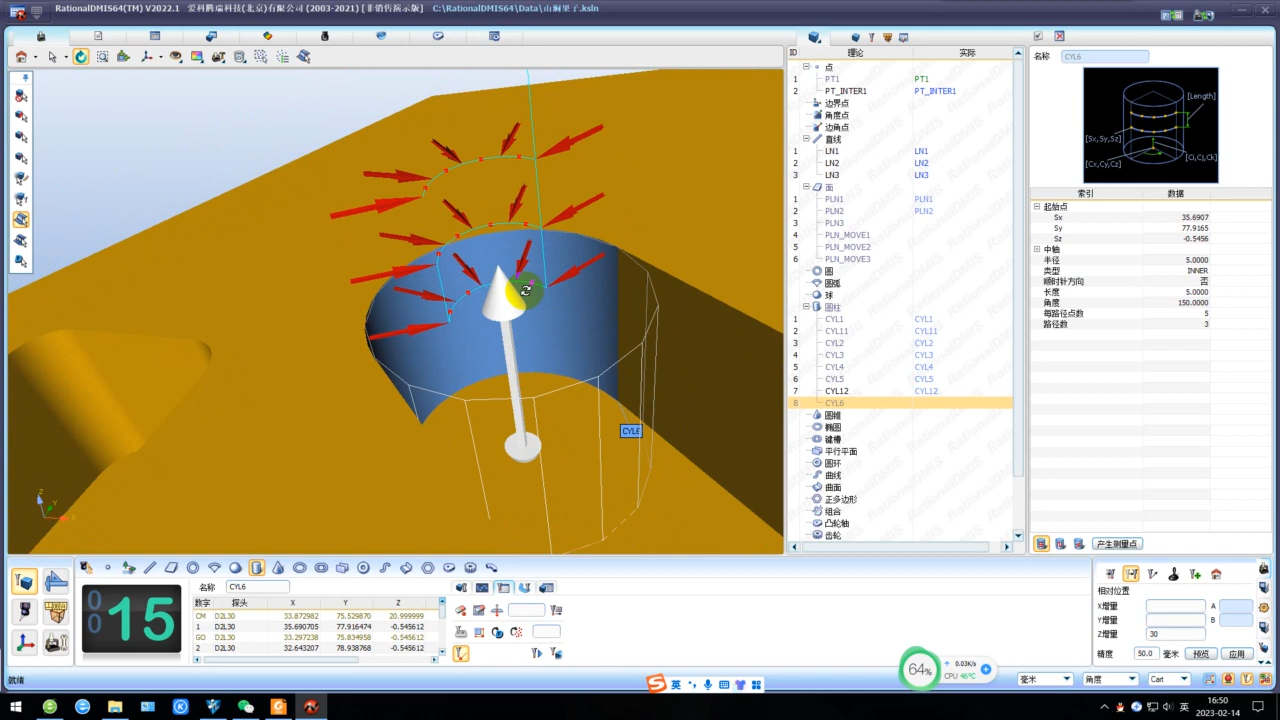 RationalDMIS64(TM) V2022.1 爱科腾瑞科技(北京)有限公司 (2003-2021) [非销售演示版] C:\RationalDMIS64\Data\山涧果子.ksln
ID 理论 实际
点
1 PT1 PT1
2 PT_INTER1 PT_INTER1
边界点
角度点
边角点
直线
1 LN1 LN1
2 LN2 LN2
3 LN3 LN3
面
1 PLN1 PLN1
2 PLN2 PLN2
3 PLN3
4 PLN_MOVE1
5 PLN_MOVE2
6 PLN_MOVE3
圆
圆弧
球
圆柱
1 CYL1 CYL1
2 CYL11 CYL11
3 CYL2 CYL2
4 CYL3 CYL3
5 CYL4 CYL4
6 CYL5 CYL5
7 CYL12 CYL12
8 CYL6
圆锥
椭圆
键槽
平行平面
圆环
曲线
曲面
正多边形
组合
凸轮轴
齿轮
名称 CYL6
[Length]
[Sx,Sy,Sz]
[Ci,Cj,Ck]
[Cx,Cy,Cz]
索引 数据
起始点
Sx 35.6907
Sy 77.9165
Sz -0.5456
中轴
半径 5.0000
类型 INNER
顺时针方向 否
长度 5.0000
角度 150.0000
每路径点数 5
路径数 3
产生测量点
CYL6
Z
Y
X
名称 CYL6
0 0 15
数字 探头 X Y Z
CM D2L30 33.872982 75.529870 20.999999
1 D2L30 35.690705 77.916474 -0.545612
GO D2L30 33.297238 75.834958 -0.545612
2 D2L30 32.643207 78.938768 -0.545612
相对位置
X增量 A
Y增量 B
Z增量 30
精度 50.0 毫米 预览 应用
就绪
64% 0.03K/s
CPU 46℃
英
毫米 角度 Cart
英
16:50
2023-02-14